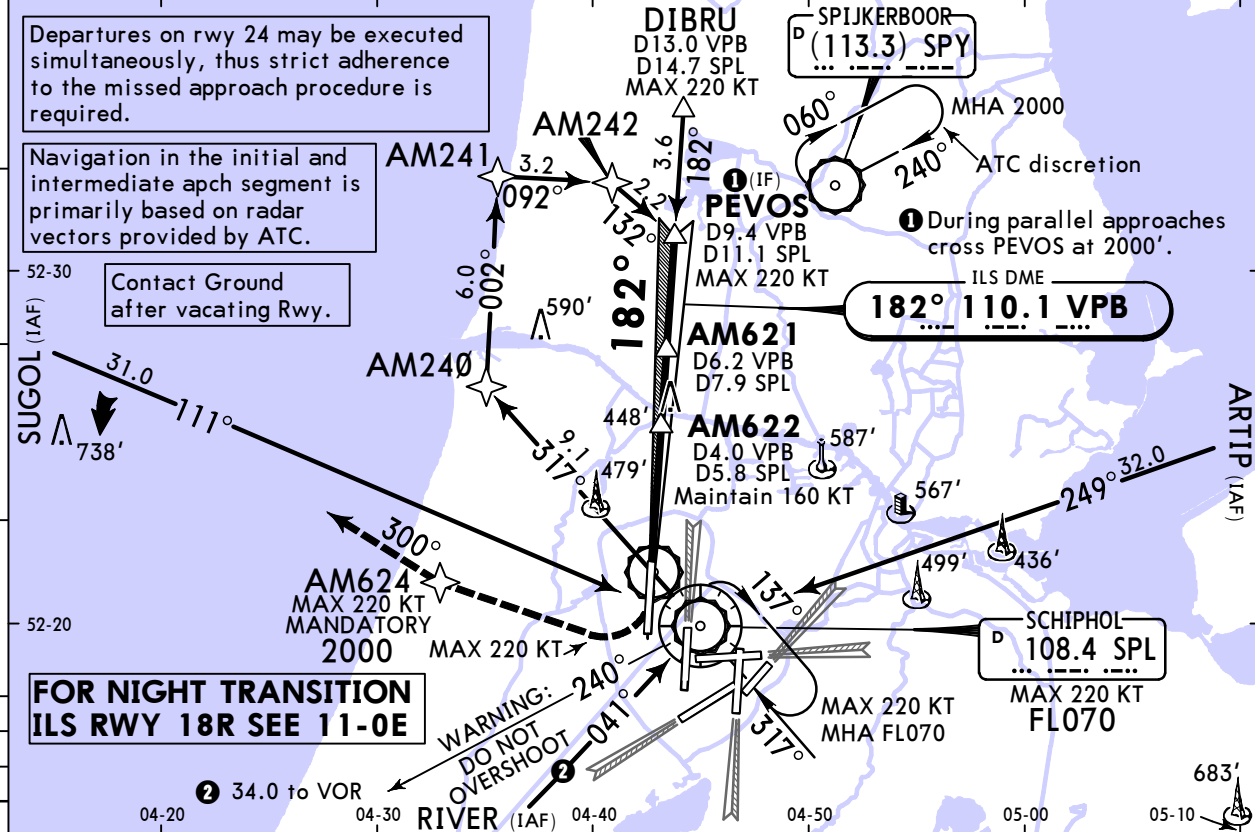 Departures on rwy 24 may be executed
simultaneously, thus strict adherence
to the missed approach procedure is
required.
Navigation in the initial and
intermediate apch segment is
primarily based on radar
vectors provided by ATC.
Contact Ground
after vacating Rwy.
DIBRU
D13.0 VPB
D14.7 SPL
MAX 220 KT
SPIJKERBOOR
D (113.3) SPY
060°
MHA 2000
240°
ATC discretion
AM242
AM241
3.2
092°
2.2
132°
3.6
182°
1 (IF)
PEVOS
D9.4 VPB
D11.1 SPL
MAX 220 KT
1 During parallel approaches
cross PEVOS at 2000'.
ILS DME
182° 110.1 VPB
52-30
6.0
002°
590'
182°
AM621
D6.2 VPB
D7.9 SPL
AM240
SUGOL (IAF)
31.0
111°
738'
448'
AM622
D4.0 VPB
D5.8 SPL
Maintain 160 KT
587'
ARTIP (IAF)
9.1
317°
479'
567'
249°
32.0
436'
499'
300°
AM624
MAX 220 KT
MANDATORY
2000
MAX 220 KT
52-20
137°
SCHIPHOL
D 108.4 SPL
MAX 220 KT
FL070
FOR NIGHT TRANSITION
ILS RWY 18R SEE 11-0E
240°
WARNING:
DO NOT
OVERSHOOT
041°
2
317°
MAX 220 KT
MHA FL070
2 34.0 to VOR
RIVER (IAF)
683'
04-20
04-30
04-40
04-50
05-00
05-10